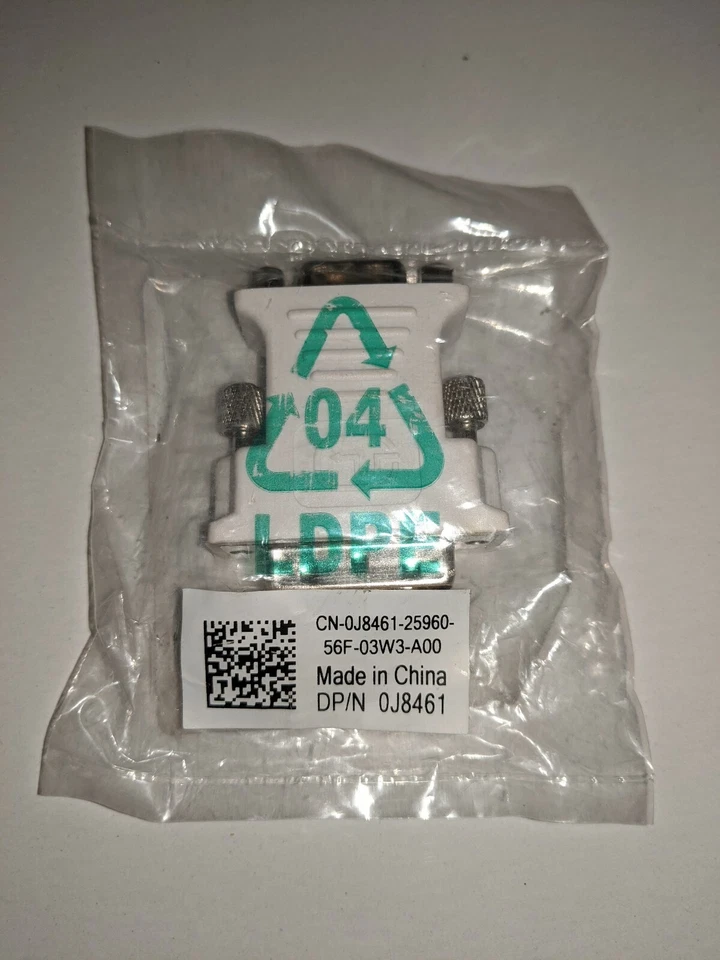 04
LDPE
CN-0J8461-25960-
56F-03W3-A00
Made in China
DP/N 0J8461